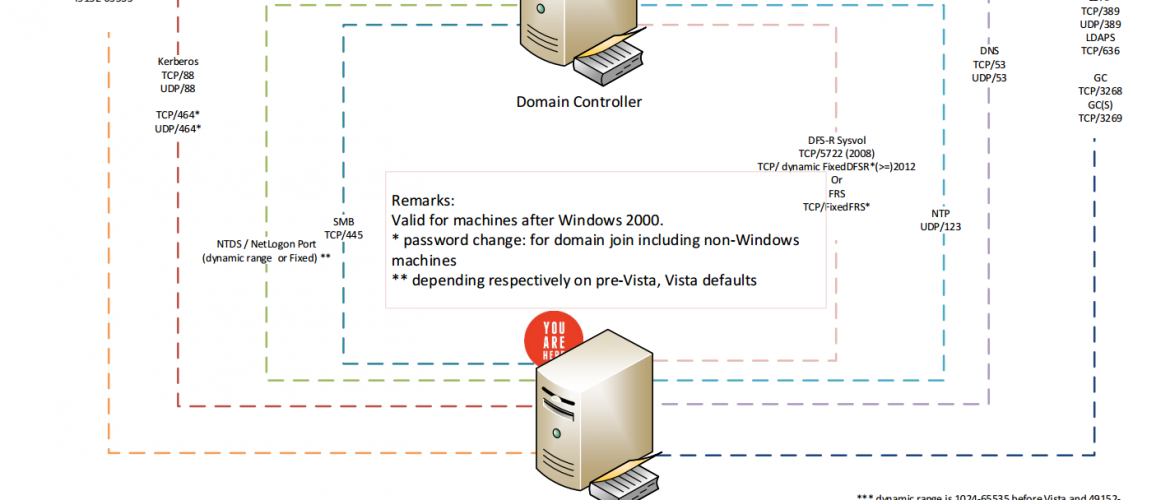 Kerberos
TCP/88
UDP/88
TCP/464*
UDP/464*
NTDS / NetLogon Port
(dynamic range or Fixed) **
SMB
TCP/445
Domain Controller
Remarks:
Valid for machines after Windows 2000.
* password change: for domain join including non-Windows
machines
** depending respectively on pre-Vista, Vista defaults
YOU
ARE
HERE
DFS-R Sysvol
TCP/5722 (2008)
TCP/ dynamic FixedDFSR*(>=)2012
Or
FRS
TCP/FixedFRS*
NTP
UDP/123
DNS
TCP/53
UDP/53
TCP/389
UDP/389
LDAPS
TCP/636
GC
TCP/3268
GC(S)
TCP/3269
*** dynamic range is 1024-65535 before Vista and 49152-